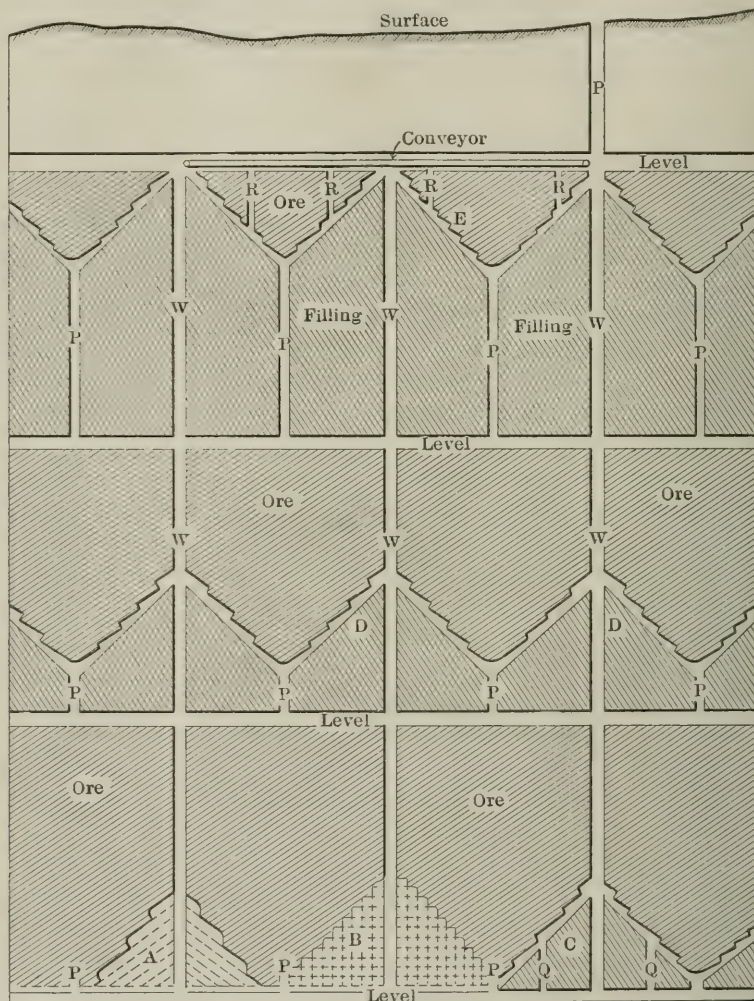 Surface
P
Conveyor
Level
R R R R
Ore E
W Filling W Filling W
P P P P
Level
Ore Ore
W W W
D D
P P P P
Level
Ore Ore
A B C
P P P Q Q
Level